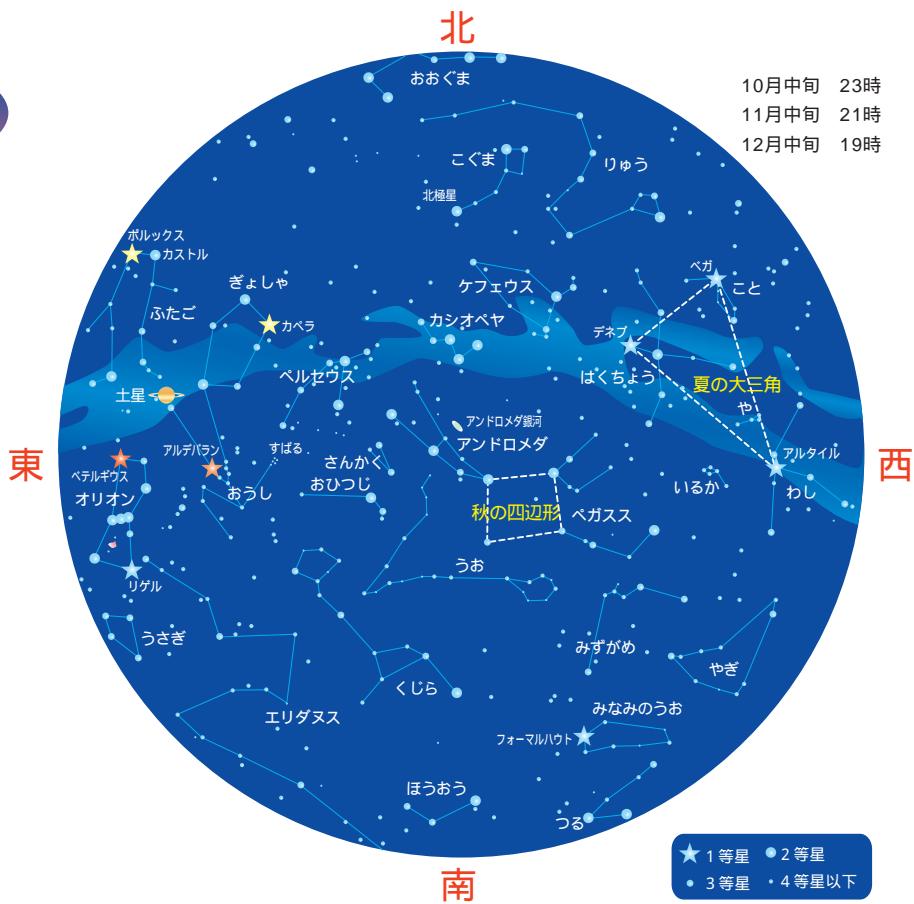 北
10月中旬 23時
11月中旬 21時
12月中旬 19時
おおぐま
こぐま
りゅう
北極星
ポルックス
カストル
ベガ
こと
ぎょしゃ
ケフェウス
ふたご
カペラ
カシオペヤ
デネブ
はくちょう
夏の大三角
ペルセウス
土星
や
アンドロメダ銀河
アンドロメダ
東
アルデバラン
すばる
さんかく
おひつじ
アルタイル
西
ベテルギウス
おうし
いるか
わし
オリオン
秋の四辺形
ペガスス
うお
リゲル
うさぎ
みずがめ
やぎ
くじら
エリダヌス
みなみのうお
フォーマルハウト
ほうおう
つる
1等星 2等星
3等星 4等星以下
南